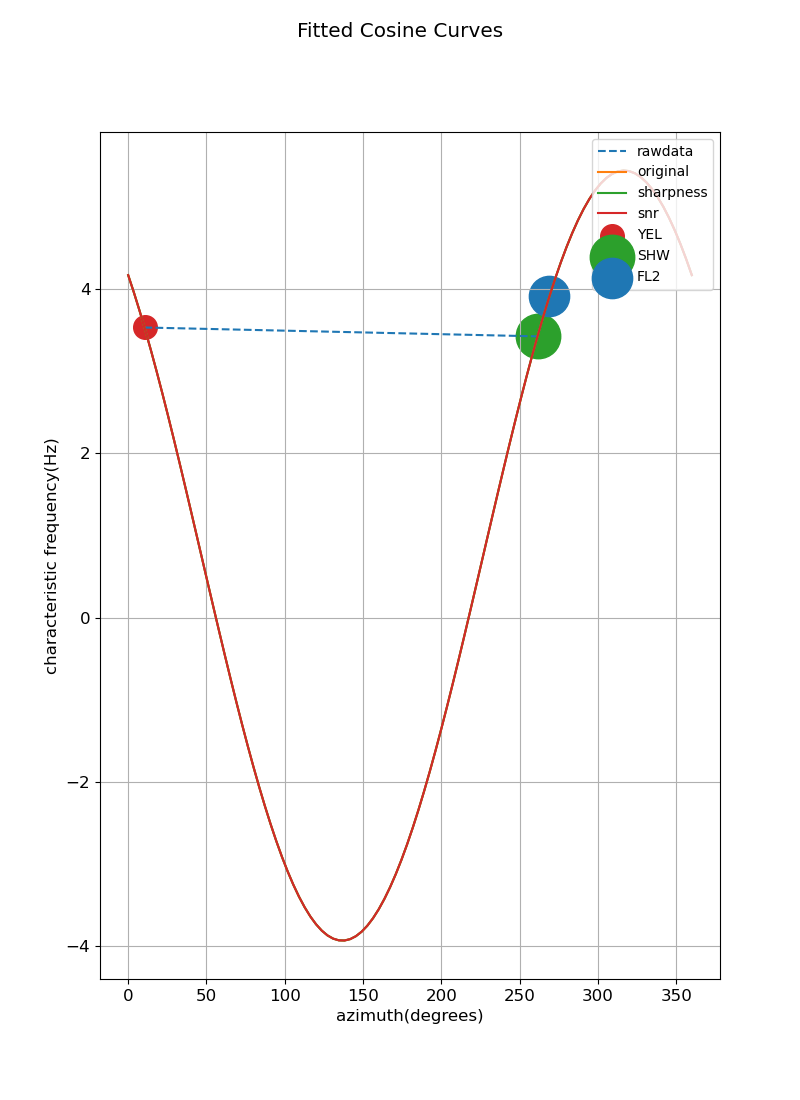 Fitted Cosine Curves
rawdata
original
sharpness
snr
YEL
SHW
FL2
4
2
0
−2
−4
characteristic frequency(Hz)
0 50 100 150 200 250 300 350
azimuth(degrees)